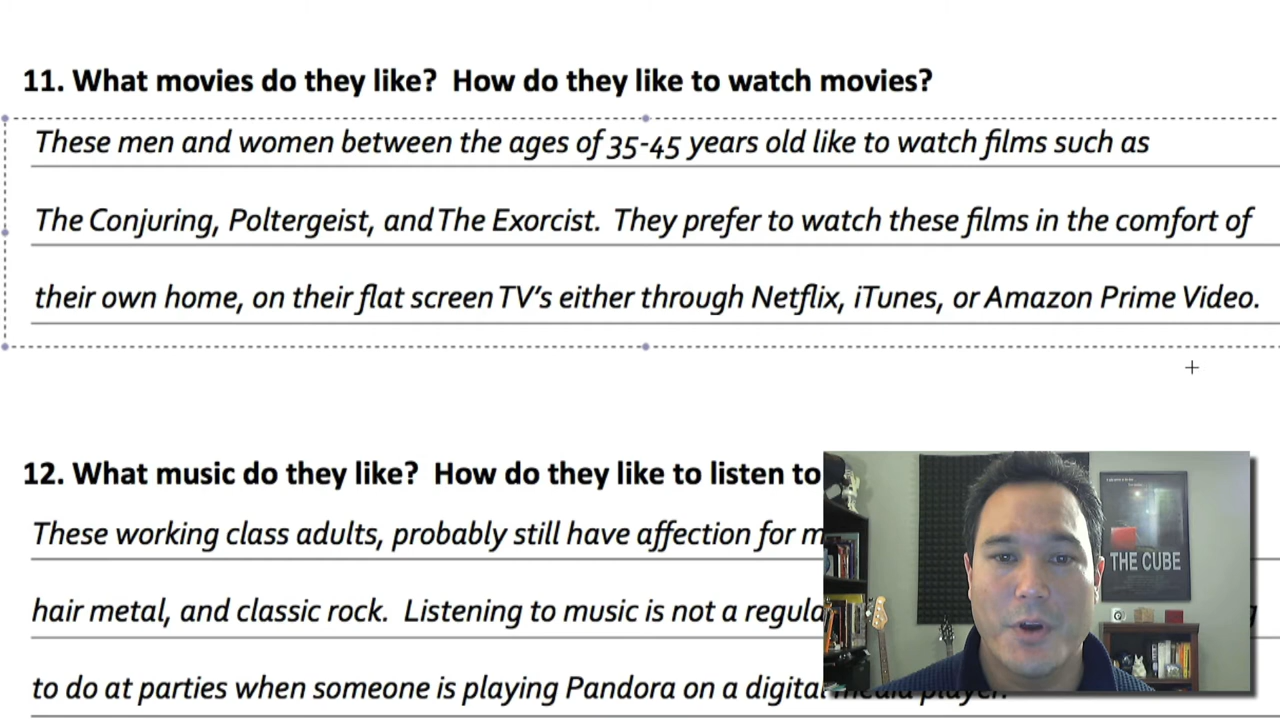 11. What movies do they like? How do they like to watch movies?
These men and women between the ages of 35-45 years old like to watch films such as
The Conjuring, Poltergeist, and The Exorcist. They prefer to watch these films in the comfort of
their own home, on their flat screen TV's either through Netflix, iTunes, or Amazon Prime Video.
12. What music do they like? How do they like to listen to
These working class adults, probably still have affection for
hair metal, and classic rock. Listening to music is not a
to do at parties when someone is playing Pandora on a digital media player.
THE CUBE